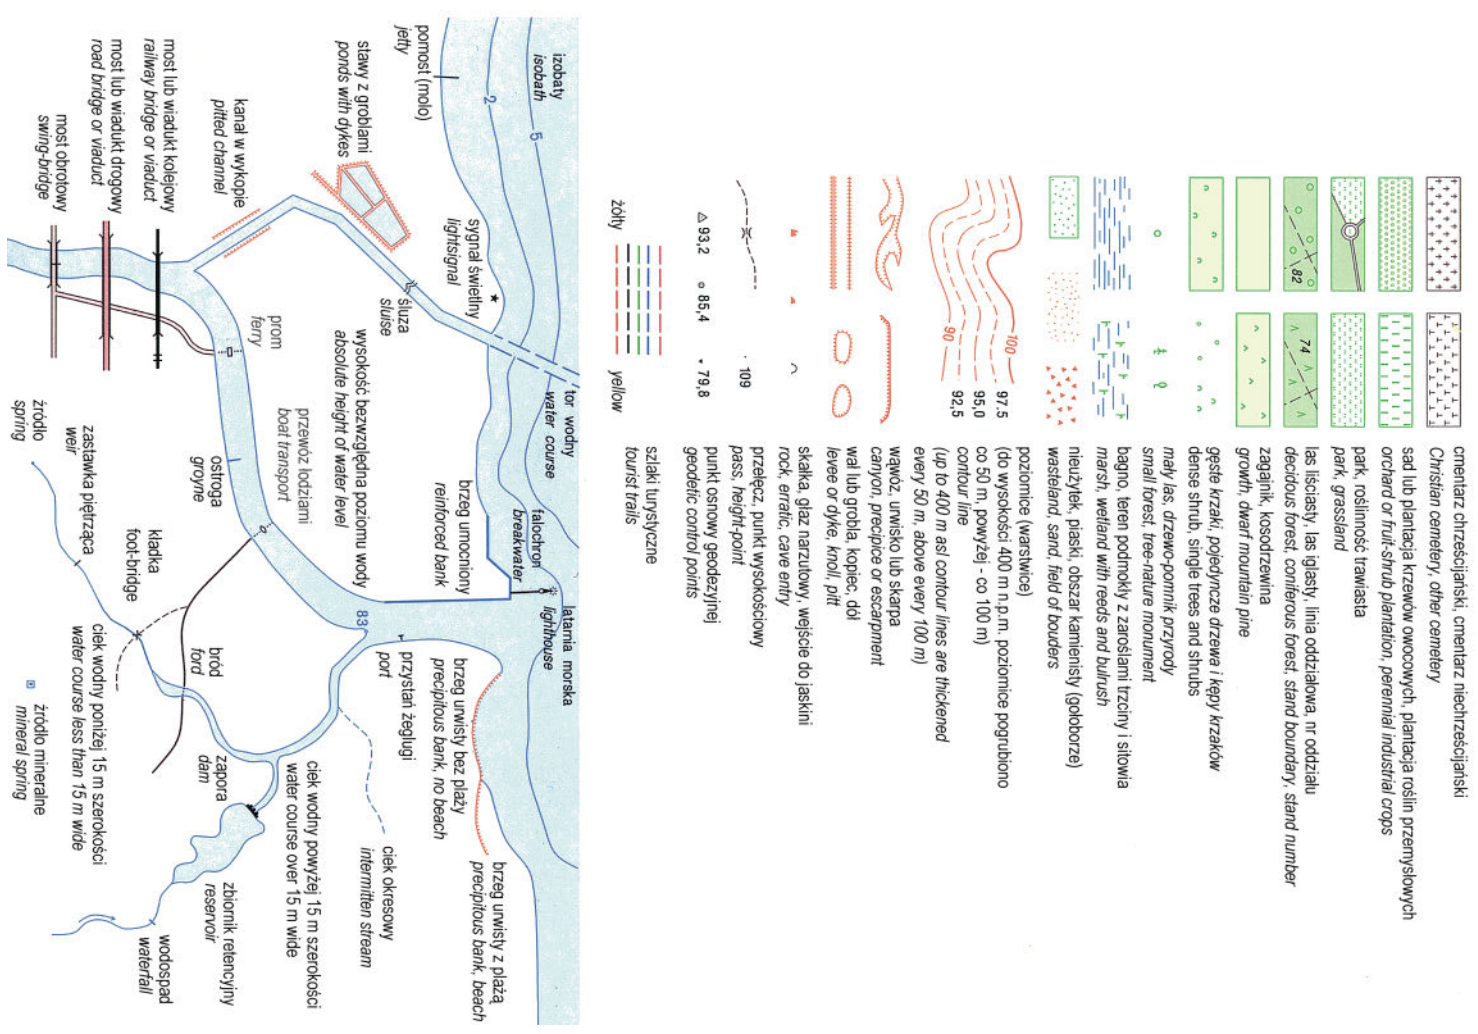 cmentarz chrześcijański, cmentarz niechrześcijański
Christian cemetery, other cemetery
sad lub plantacja krzewów owocowych, plantacja roślin przemysłowych
orchard or fruit-shrub plantation, perennial industrial crops
park, roślinność trawiasta
park, grassland
82
74
las liściasty, las iglasty, linia oddziałowa, nr oddziału
decidous forest, coniferous forest, stand boundary, stand number
zagajnik, kosodrzewina
growth, dwarf mountain pine
gęste krzaki, pojedyncze drzewa i kępy krzaków
dense shrub, single trees and shrubs
mały las, drzewo-pomnik przyrody
small forest, tree-nature monument
bagno, teren podmokły z zaroślami trzciny i sitowia
marsh, wetland with reeds and bulrush
nieużytek, piaski, obszar kamienisty (gołoborze)
wasteland, sand, field of bouders
100
90
97.5
95,0
92,5
poziomice (warstwice)
(do wysokości 400 m n.p.m. poziomice pogrubiono
co 50 m, powyżej - co 100 m)
contour line
(up to 400 m asl contour lines are thickened
every 50 m, above every 100 m)
wąwóz, urwisko lub skarpa
canyon, precipice or escarpment
wał lub grobla, kopiec, dół
levee or dyke, knoll, pitt
skałka, głaz narzutowy, wejście do jaskini
rock, erratic, cave entry
109
przełęcz, punkt wysokościowy
pass, height-point
93,2
85,4
79,8
punkt osnowy geodezyjnej
geodetic control points
żółty
yellow
szlaki turystyczne
tourist trails
izobaty
isobath
2
5
tor wodny
water course
latarnia morska
lighthouse
falochron
breakwater
pomost (molo)
jetty
sygnał świetlny
lightsignal
brzeg umocniony
reinforced bank
brzeg urwisty z plażą
precipitous bank, beach
brzeg urwisty bez plaży
precipitous bank, no beach
stawy z groblami
ponds with dykes
śluza
sluise
wysokość bezwzględna poziomu wody
absolute height of water level
83
przystań żeglugi
port
ciek okresowy
intermitten stream
kanał w wykopie
pitted channel
prom
ferry
przewóz łodziami
boat transport
ciek wodny powyżej 15 m szerokości
water course over 15 m wide
most lub wiadukt kolejowy
railway bridge or viaduct
ostroga
groyne
bród
ford
zapora
dam
zbiornik retencyjny
reservoir
most lub wiadukt drogowy
road bridge or viaduct
kładka
foot-bridge
wodospad
waterfall
most obrotowy
swing-bridge
zastawka piętrząca
weir
ciek wodny poniżej 15 m szerokości
water course less than 15 m wide
źródło
spring
źródło mineralne
mineral spring